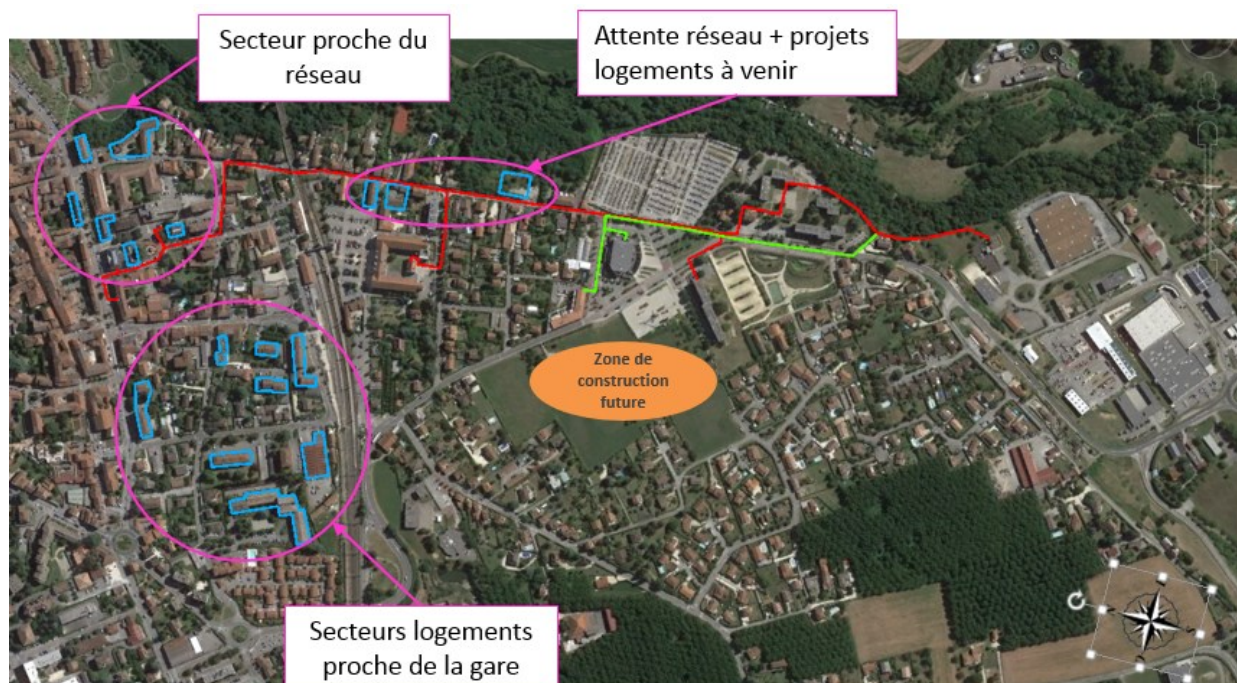 Secteur proche du
réseau
Attente réseau + projets
logements à venir
Zone de
construction
future
Secteurs logements
proche de la gare